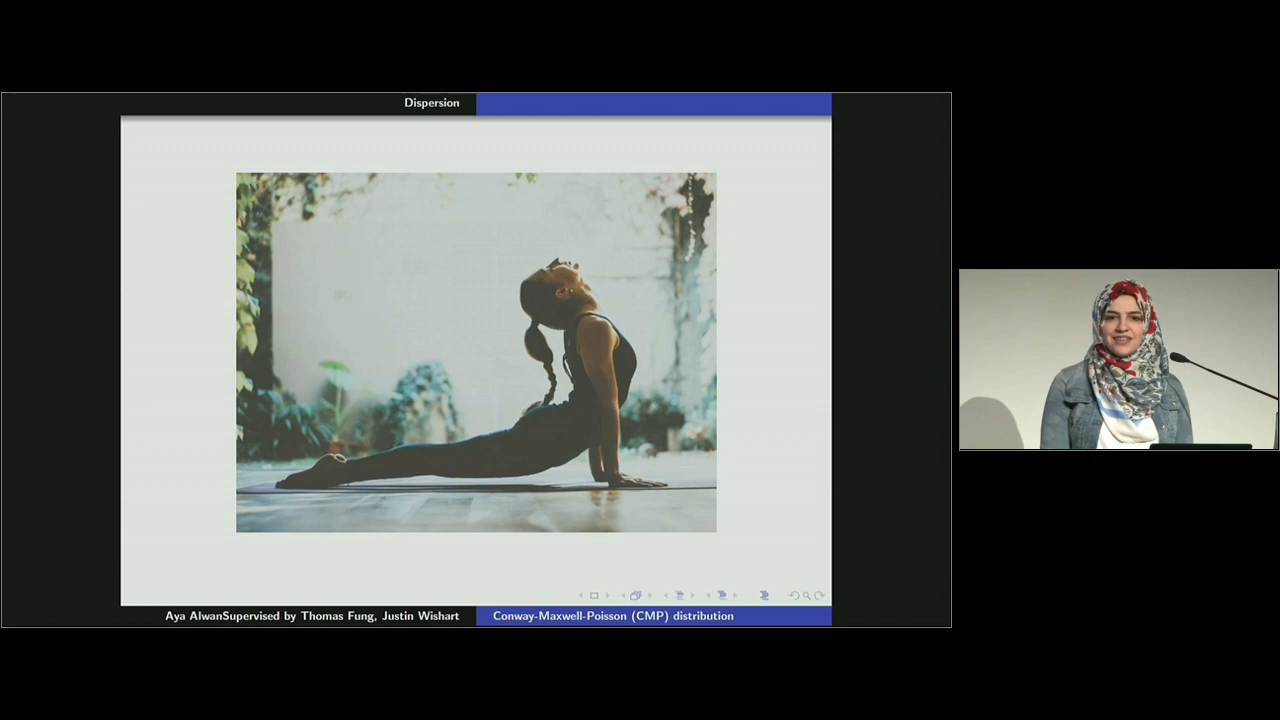 Dispersion
Aya AlwanSupervised by Thomas Fung, Justin Wishart
Conway-Maxwell-Poisson (CMP) distribution